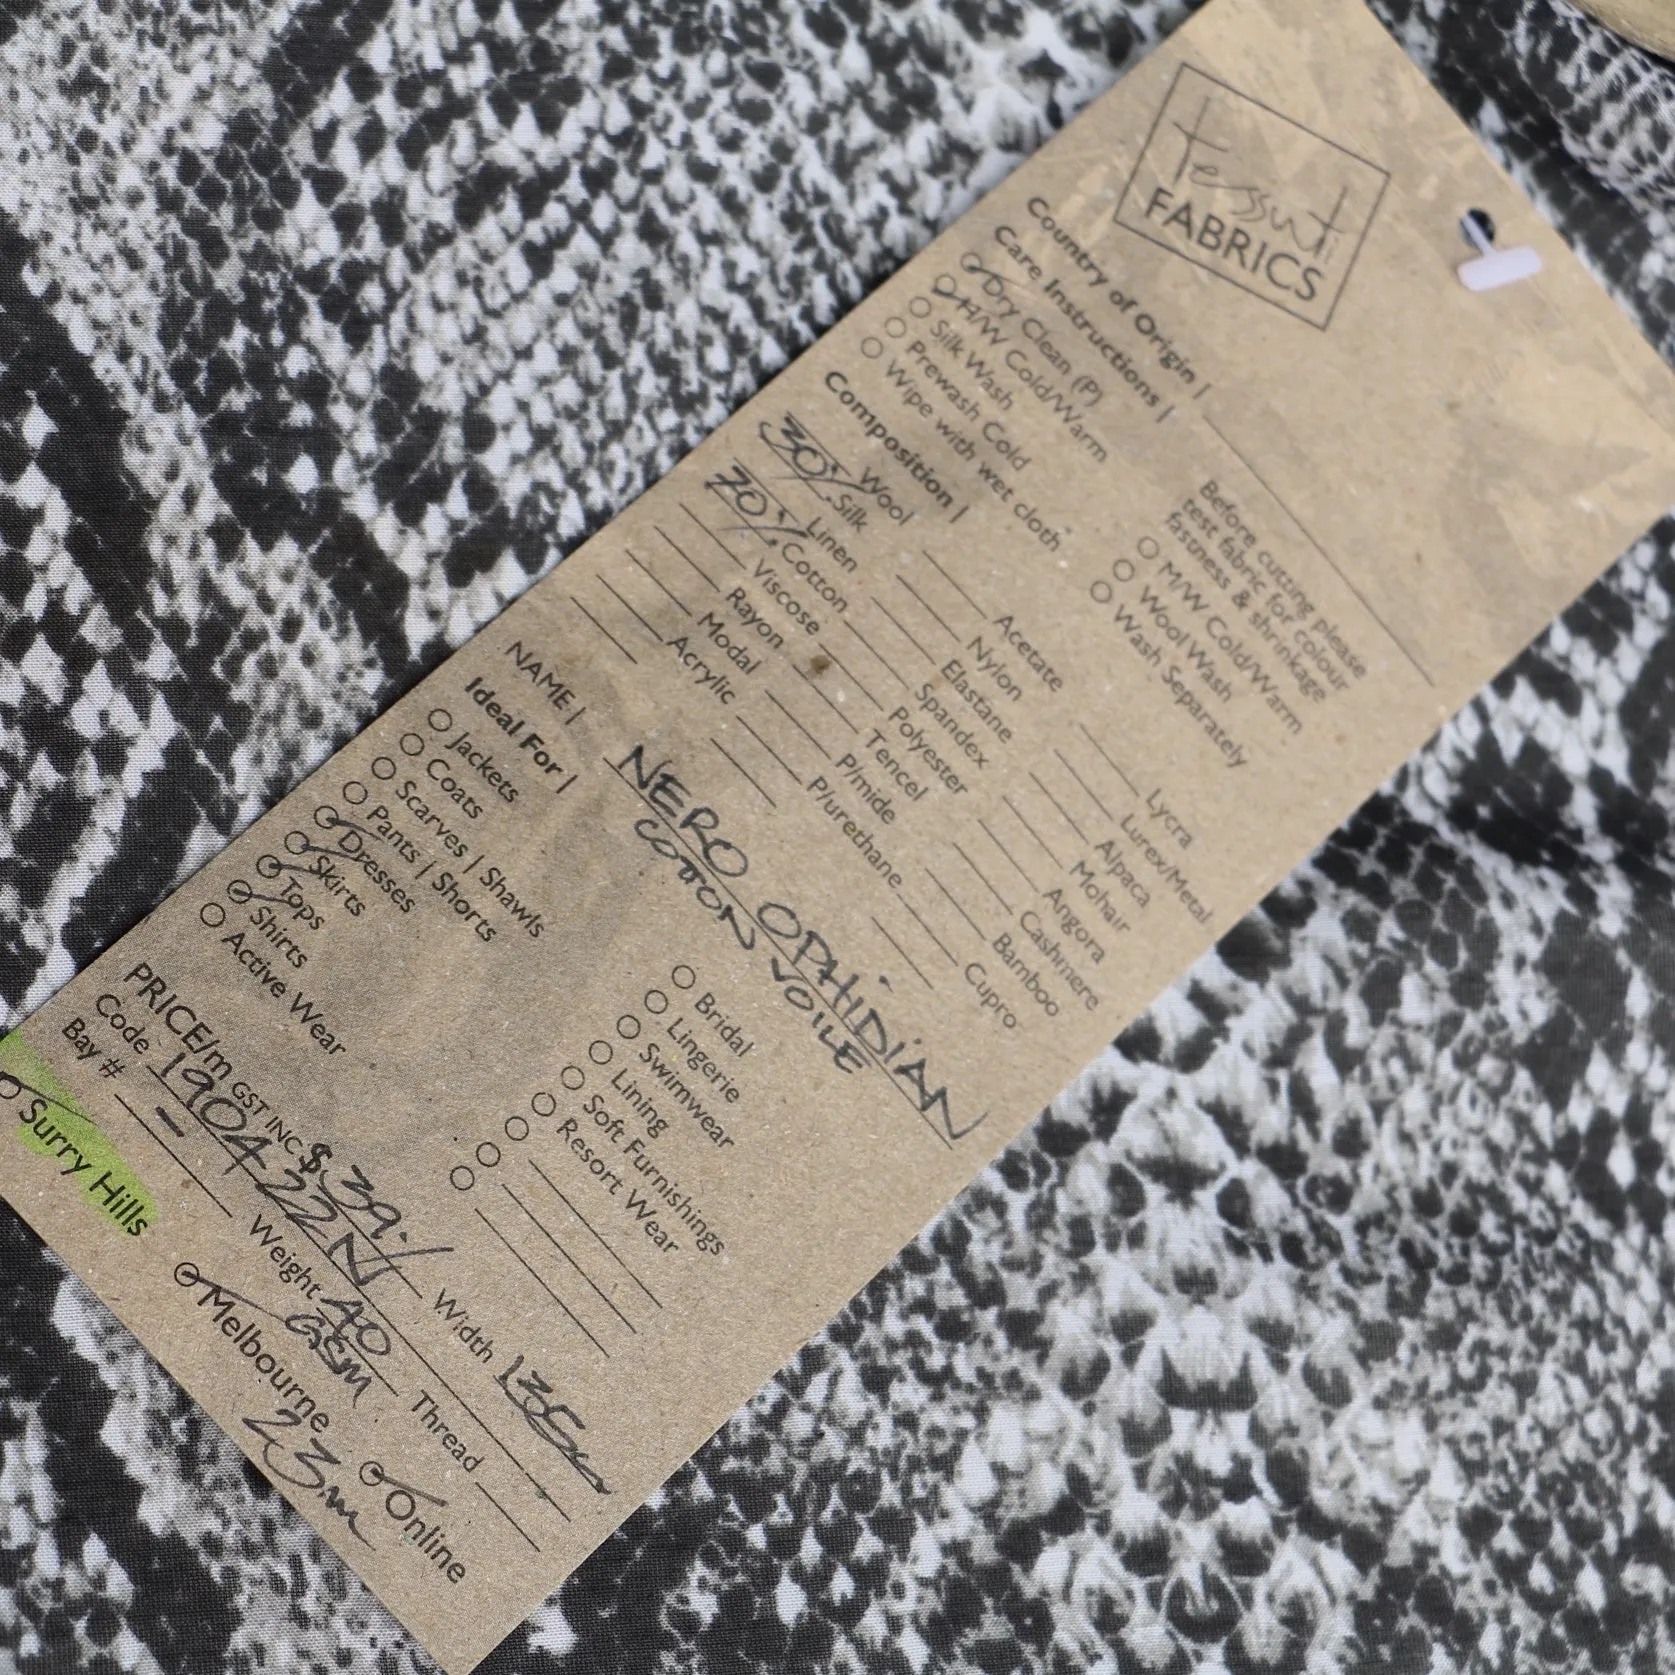 tessuti
FABRICS
Country of Origin |
Care Instructions |
Dry Clean (P)
H/W Cold/Warm
Silk Wash
Prewash Cold
Wipe with wet cloth
Before cutting please
test fabric for colour
fastness & shrinkage
M/W Cold/Warm
Wool Wash
Wash Separately
Composition |
Wool
30% Silk
Linen
70% Cotton
Viscose
Rayon
Modal
Acrylic
Acetate
Nylon
Elastane
Spandex
Polyester
Tencel
P/mide
P/urethane
Lycra
Lurex/Metal
Alpaca
Mohair
Angora
Cashmere
Bamboo
Cupro
NAME | NERO OPHIDIAN
COTTON VOILE
Ideal For |
Jackets
Coats
Scarves | Shawls
Pants | Shorts
Dresses
Skirts
Tops
Shirts
Active Wear
Bridal
Lingerie
Swimwear
Lining
Soft Furnishings
Resort Wear
PRICE/m GST INC $39.- Width 135cm
Code 190422N
Bay # - Weight 40 GSM Thread
Surry Hills Melbourne Online
23m